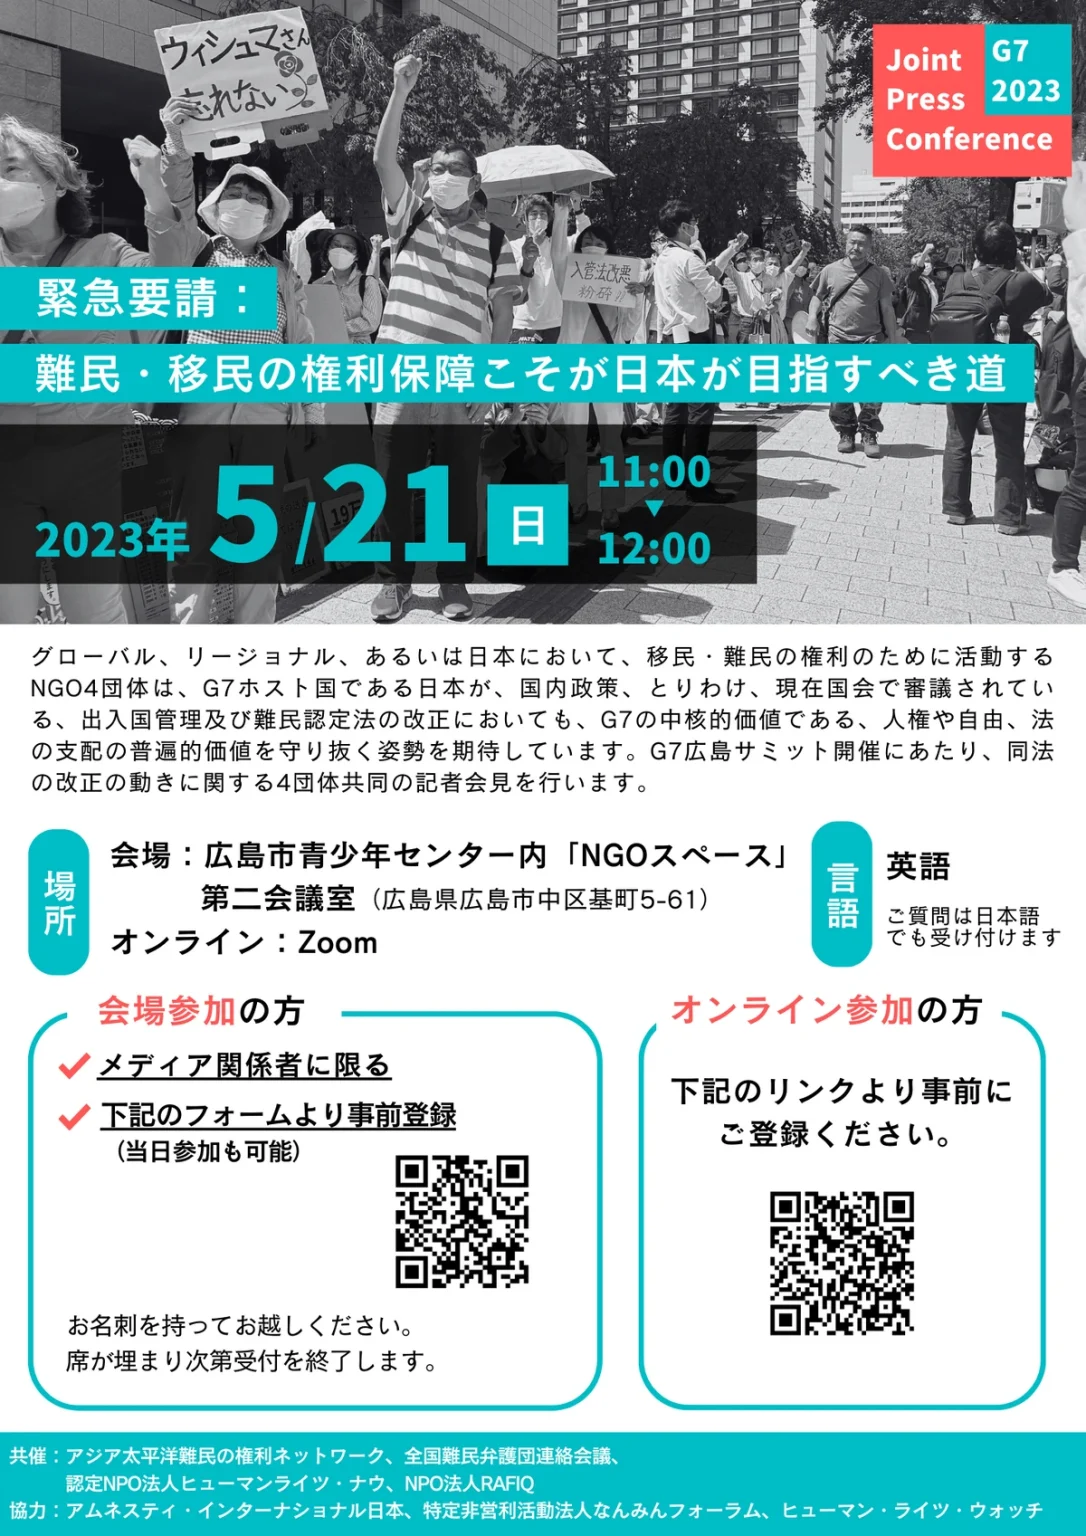 ウィシュマさん
忘れない
Joint
Press
Conference
G7
2023
入管法改悪
粉砕!!
緊急要請：
難民・移民の権利保障こそが日本が目指すべき道
2023年 5/21 日
11:00
▼
12:00
グローバル、リージョナル、あるいは日本において、移民・難民の権利のために活動する
NGO4団体は、G7ホスト国である日本が、国内政策、とりわけ、現在国会で審議されてい
る、出入国管理及び難民認定法の改正においても、G7の中核的価値である、人権や自由、法
の支配の普遍的価値を守り抜く姿勢を期待しています。G7広島サミット開催にあたり、同法
の改正の動きに関する4団体共同の記者会見を行います。
場所
会場：広島市青少年センター内「NGOスペース」
第二会議室（広島県広島市中区基町5-61）
オンライン：Zoom
言語
英語
ご質問は日本語
でも受け付けます
会場参加の方
メディア関係者に限る
下記のフォームより事前登録
（当日参加も可能）
お名刺を持ってお越しください。
席が埋まり次第受付を終了します。
オンライン参加の方
下記のリンクより事前に
ご登録ください。
共催：アジア太平洋難民の権利ネットワーク、全国難民弁護団連絡会議、
認定NPO法人ヒューマンライツ・ナウ、NPO法人RAFIQ
協力：アムネスティ・インターナショナル日本、特定非営利活動法人なんみんフォーラム、ヒューマン・ライツ・ウォッチ